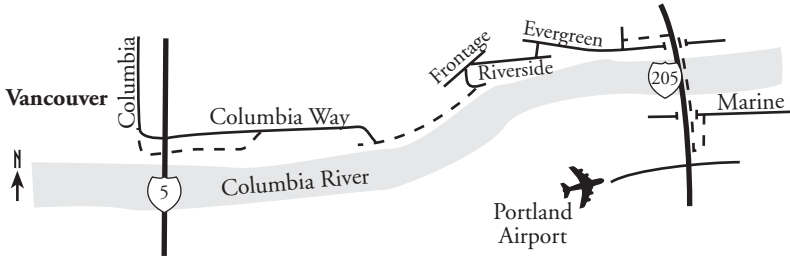 Evergreen
Frontage
Riverside
Columbia
205
Vancouver
Marine
Columbia Way
N
Columbia River
5
Portland
Airport